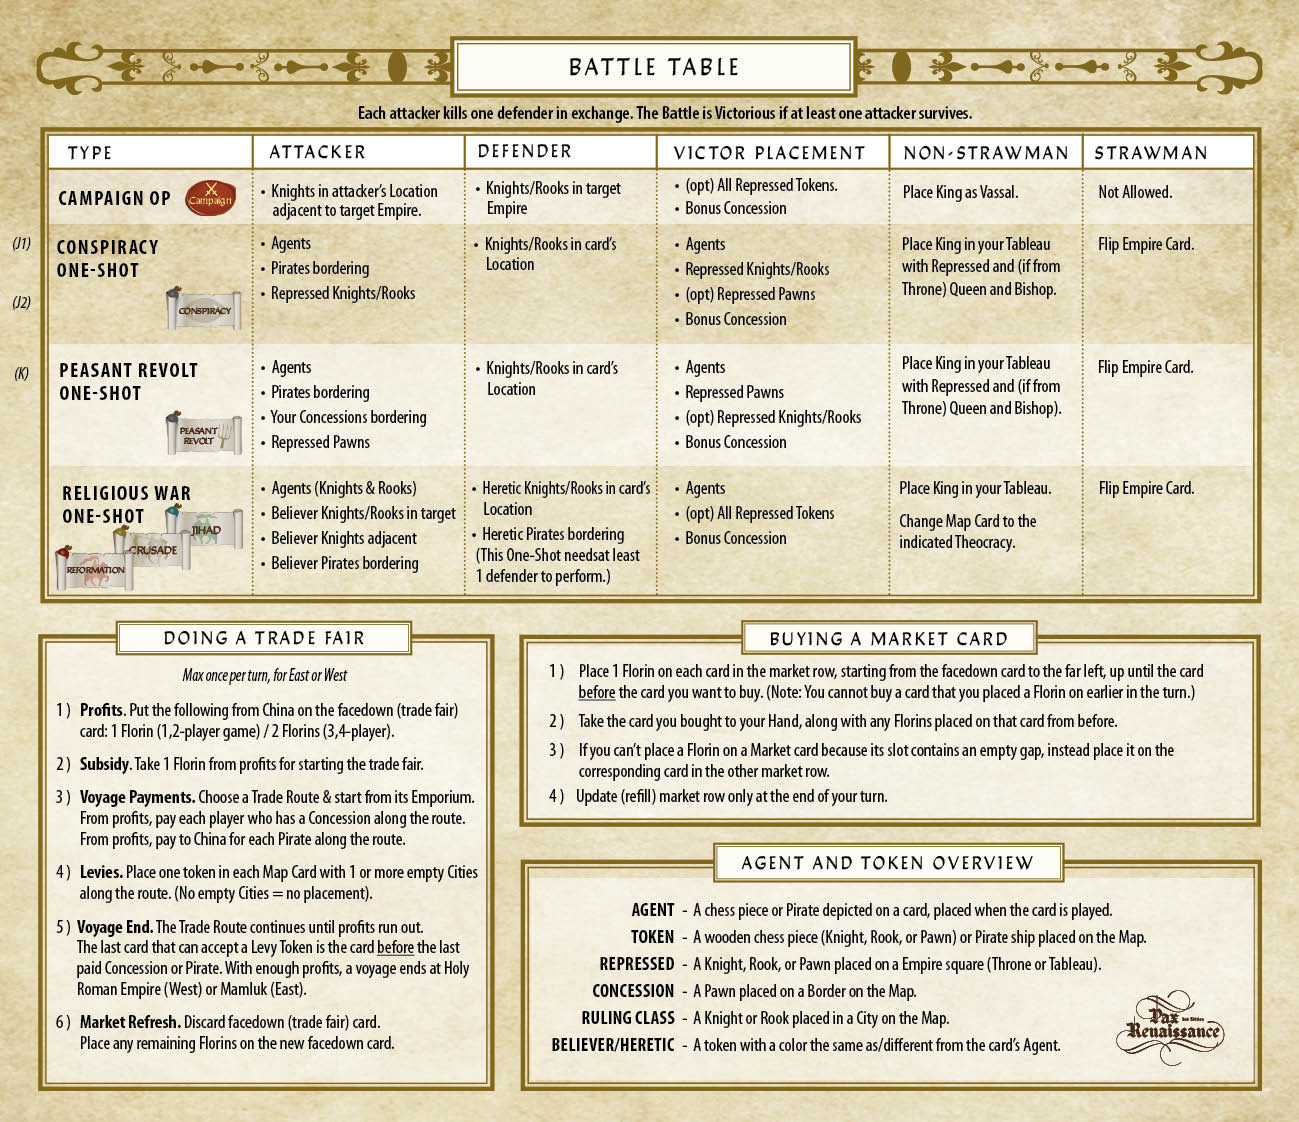 BATTLE TABLE
Each attacker kills one defender in exchange. The Battle is Victorious if at least one attacker survives.
TYPE
ATTACKER
DEFENDER
VICTOR PLACEMENT
NON-STRAWMAN
STRAWMAN
CAMPAIGN OP
Campaign
• Knights in attacker's Location
adjacent to target Empire.
• Knights/Rooks in target
Empire
• (opt) All Repressed Tokens.
• Bonus Concession
Place King as Vassal.
Not Allowed.
(J1)
(J2)
CONSPIRACY
ONE-SHOT
CONSPIRACY
• Agents
• Pirates bordering
• Repressed Knights/Rooks
• Knights/Rooks in card's
Location
• Agents
• Repressed Knights/Rooks
• (opt) Repressed Pawns
• Bonus Concession
Place King in your Tableau
with Repressed and (if from
Throne) Queen and Bishop.
Flip Empire Card.
(K)
PEASANT REVOLT
ONE-SHOT
PEASANT
REVOLT
• Agents
• Pirates bordering
• Your Concessions bordering
• Repressed Pawns
• Knights/Rooks in card's
Location
• Agents
• Repressed Pawns
• (opt) Repressed Knights/Rooks
• Bonus Concession
Place King in your Tableau
with Repressed and (if from
Throne) Queen and Bishop).
Flip Empire Card.
RELIGIOUS WAR
ONE-SHOT
JIHAD
CRUSADE
REFORMATION
• Agents (Knights & Rooks)
• Believer Knights/Rooks in target
• Believer Knights adjacent
• Believer Pirates bordering
• Heretic Knights/Rooks in card's
Location
• Heretic Pirates bordering
(This One-Shot needsat least
1 defender to perform.)
• Agents
• (opt) All Repressed Tokens
• Bonus Concession
Place King in your Tableau.
Change Map Card to the
indicated Theocracy.
Flip Empire Card.
DOING A TRADE FAIR
Max once per turn, for East or West
1 ) Profits. Put the following from China on the facedown (trade fair)
card: 1 Florin (1,2-player game) / 2 Florins (3,4-player).
2 ) Subsidy. Take 1 Florin from profits for starting the trade fair.
3 ) Voyage Payments. Choose a Trade Route & start from its Emporium.
From profits, pay each player who has a Concession along the route.
From profits, pay to China for each Pirate along the route.
4 ) Levies. Place one token in each Map Card with 1 or more empty Cities
along the route. (No empty Cities = no placement).
5 ) Voyage End. The Trade Route continues until profits run out.
The last card that can accept a Levy Token is the card before the last
paid Concession or Pirate. With enough profits, a voyage ends at Holy
Roman Empire (West) or Mamluk (East).
6 ) Market Refresh. Discard facedown (trade fair) card.
Place any remaining Florins on the new facedown card.
BUYING A MARKET CARD
1 ) Place 1 Florin on each card in the market row, starting from the facedown card to the far left, up until the card
before the card you want to buy. (Note: You cannot buy a card that you placed a Florin on earlier in the turn.)
2 ) Take the card you bought to your Hand, along with any Florins placed on that card from before.
3 ) If you can't place a Florin on a Market card because its slot contains an empty gap, instead place it on the
corresponding card in the other market row.
4 ) Update (refill) market row only at the end of your turn.
AGENT AND TOKEN OVERVIEW
AGENT - A chess piece or Pirate depicted on a card, placed when the card is played.
TOKEN - A wooden chess piece (Knight, Rook, or Pawn) or Pirate ship placed on the Map.
REPRESSED - A Knight, Rook, or Pawn placed on a Empire square (Throne or Tableau).
CONCESSION - A Pawn placed on a Border on the Map.
RULING CLASS - A Knight or Rook placed in a City on the Map.
BELIEVER/HERETIC - A token with a color the same as/different from the card's Agent.
Pax
Renaissance